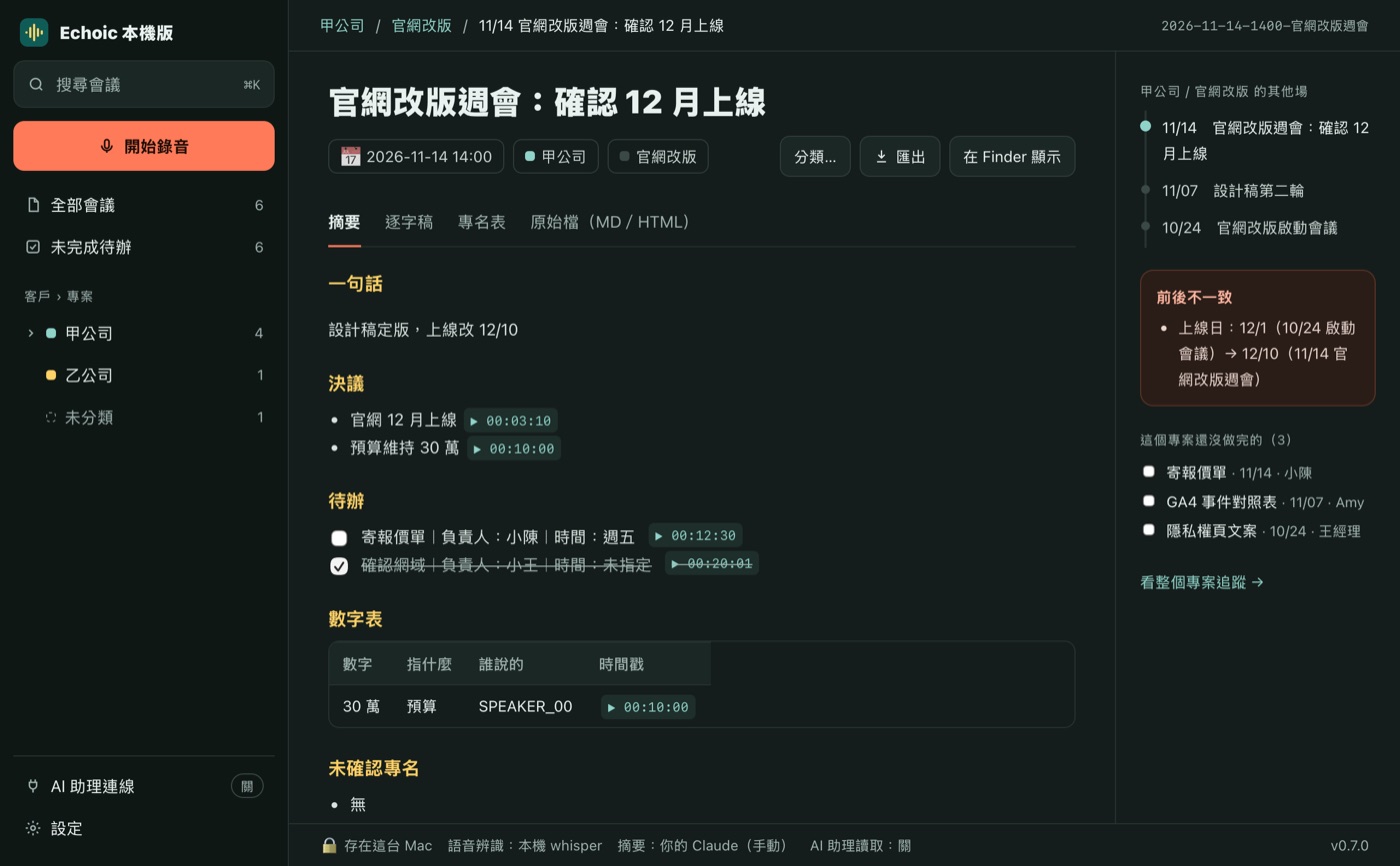 Echoic 本機版
搜尋會議 ⌘K
開始錄音
全部會議 6
未完成待辦 6
客戶 › 專案
甲公司 4
乙公司 1
未分類 1
AI 助理連線 關
設定
甲公司 / 官網改版 / 11/14 官網改版週會：確認 12 月上線
2026-11-14-1400-官網改版週會
官網改版週會：確認 12 月上線
17 2026-11-14 14:00 甲公司 官網改版
分類… 匯出 在 Finder 顯示
摘要 逐字稿 專名表 原始檔（MD / HTML）
一句話
設計稿定版，上線改 12/10
決議
• 官網 12 月上線 ▶ 00:03:10
• 預算維持 30 萬 ▶ 00:10:00
待辦
寄報價單｜負責人：小陳｜時間：週五 ▶ 00:12:30
確認網域｜負責人：小王｜時間：未指定 ▶ 00:20:01
數字表
數字 指什麼 誰說的 時間戳
30 萬 預算 SPEAKER_00 ▶ 00:10:00
未確認專名
• 無
甲公司 / 官網改版 的其他場
11/14 官網改版週會：確認 12
月上線
11/07 設計稿第二輪
10/24 官網改版啟動會議
前後不一致
• 上線日：12/1（10/24 啟動
會議）→ 12/10（11/14 官
網改版週會）
這個專案還沒做完的（3）
寄報價單 · 11/14 · 小陳
GA4 事件對照表 · 11/07 · Amy
隱私權頁文案 · 10/24 · 王經理
看整個專案追蹤 →
存在這台 Mac 語音辨識：本機 whisper 摘要：你的 Claude（手動） AI 助理讀取：關
v0.7.0